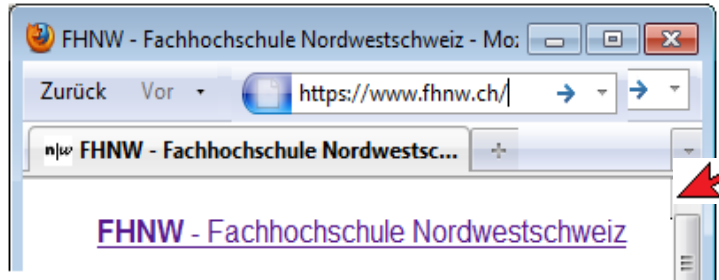 FHNW - Fachhochschule Nordwestschweiz - Mo:
Zurück Vor https://www.fhnw.ch/
n|w FHNW - Fachhochschule Nordwestsc...
FHNW - Fachhochschule Nordwestschweiz